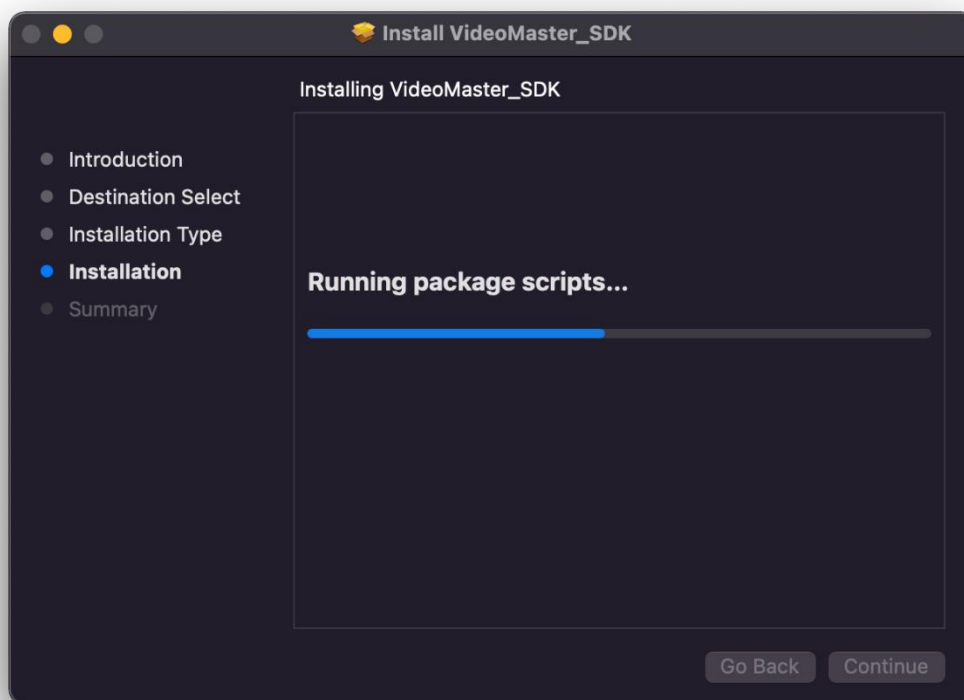 Install VideoMaster_SDK
Installing VideoMaster_SDK
Introduction
Destination Select
Installation Type
Installation
Summary
Running package scripts...
Go Back
Continue